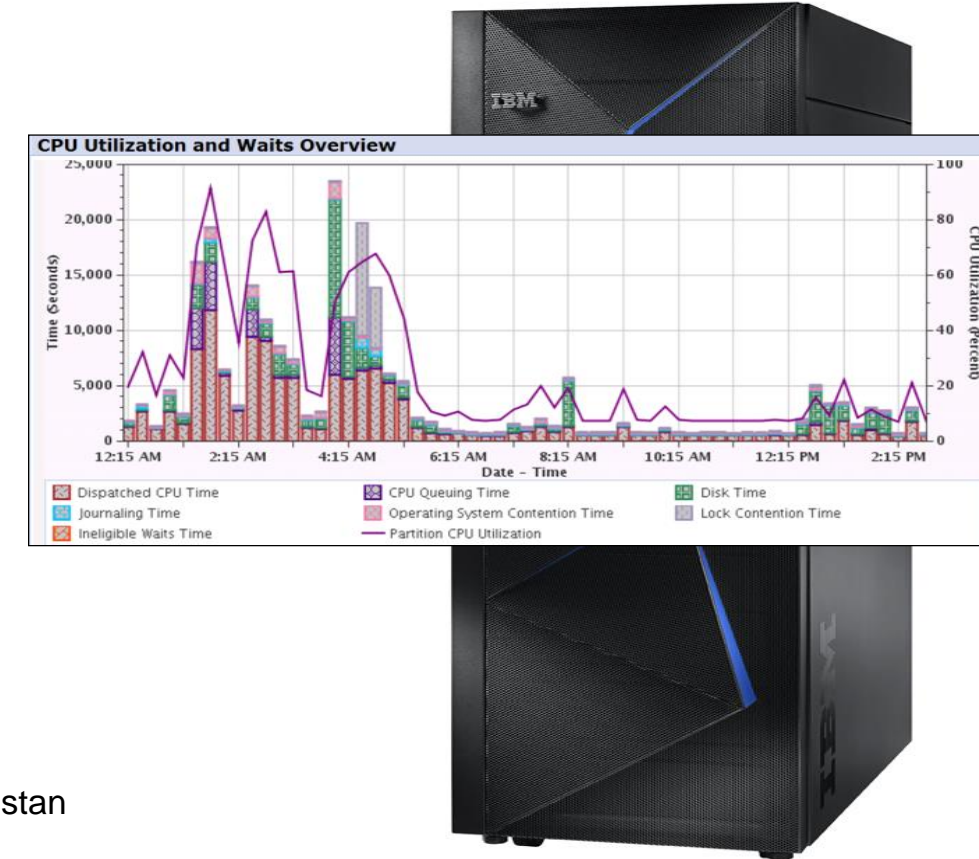 IBM
CPU Utilization and Waits Overview
25,000
20,000
15,000
10,000
5,000
0
Time (Seconds)
100
80
60
40
20
0
CPU Utilization (Percent)
12:15 AM 2:15 AM 4:15 AM 6:15 AM 8:15 AM 10:15 AM 12:15 PM 2:15 PM
Date - Time
Dispatched CPU Time CPU Queuing Time Disk Time
Journaling Time Operating System Contention Time Lock Contention Time
Ineligible Waits Time Partition CPU Utilization
IBM
stan